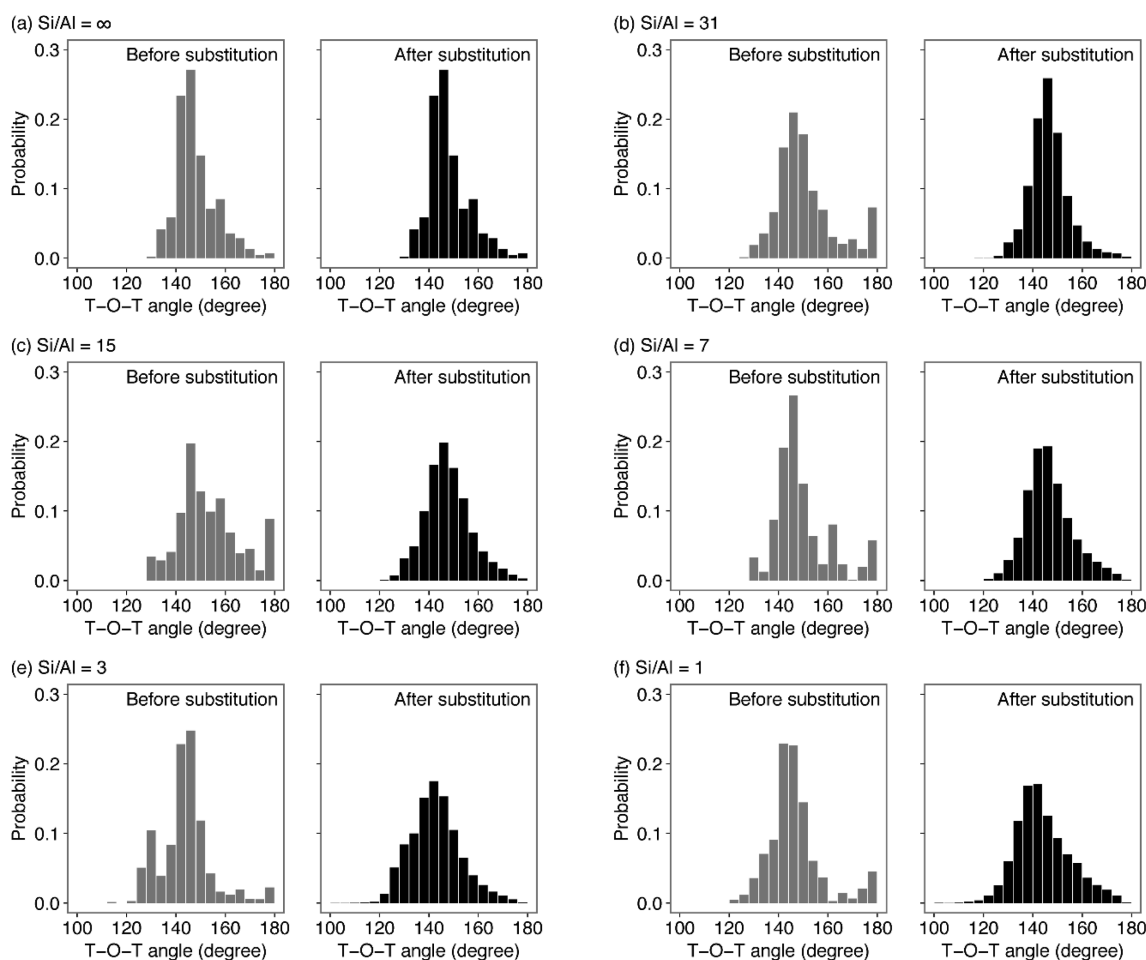 (a) Si/Al = ∞
Before substitution
After substitution
0.3
0.2
0.1
0.0
Probability
100 120 140 160 180
100 120 140 160 180
T−O−T angle (degree)
T−O−T angle (degree)
(b) Si/Al = 31
Before substitution
After substitution
0.3
0.2
0.1
0.0
Probability
100 120 140 160 180
100 120 140 160 180
T−O−T angle (degree)
T−O−T angle (degree)
(c) Si/Al = 15
Before substitution
After substitution
0.3
0.2
0.1
0.0
Probability
100 120 140 160 180
100 120 140 160 180
T−O−T angle (degree)
T−O−T angle (degree)
(d) Si/Al = 7
Before substitution
After substitution
0.3
0.2
0.1
0.0
Probability
100 120 140 160 180
100 120 140 160 180
T−O−T angle (degree)
T−O−T angle (degree)
(e) Si/Al = 3
Before substitution
After substitution
0.3
0.2
0.1
0.0
Probability
100 120 140 160 180
100 120 140 160 180
T−O−T angle (degree)
T−O−T angle (degree)
(f) Si/Al = 1
Before substitution
After substitution
0.3
0.2
0.1
0.0
Probability
100 120 140 160 180
100 120 140 160 180
T−O−T angle (degree)
T−O−T angle (degree)